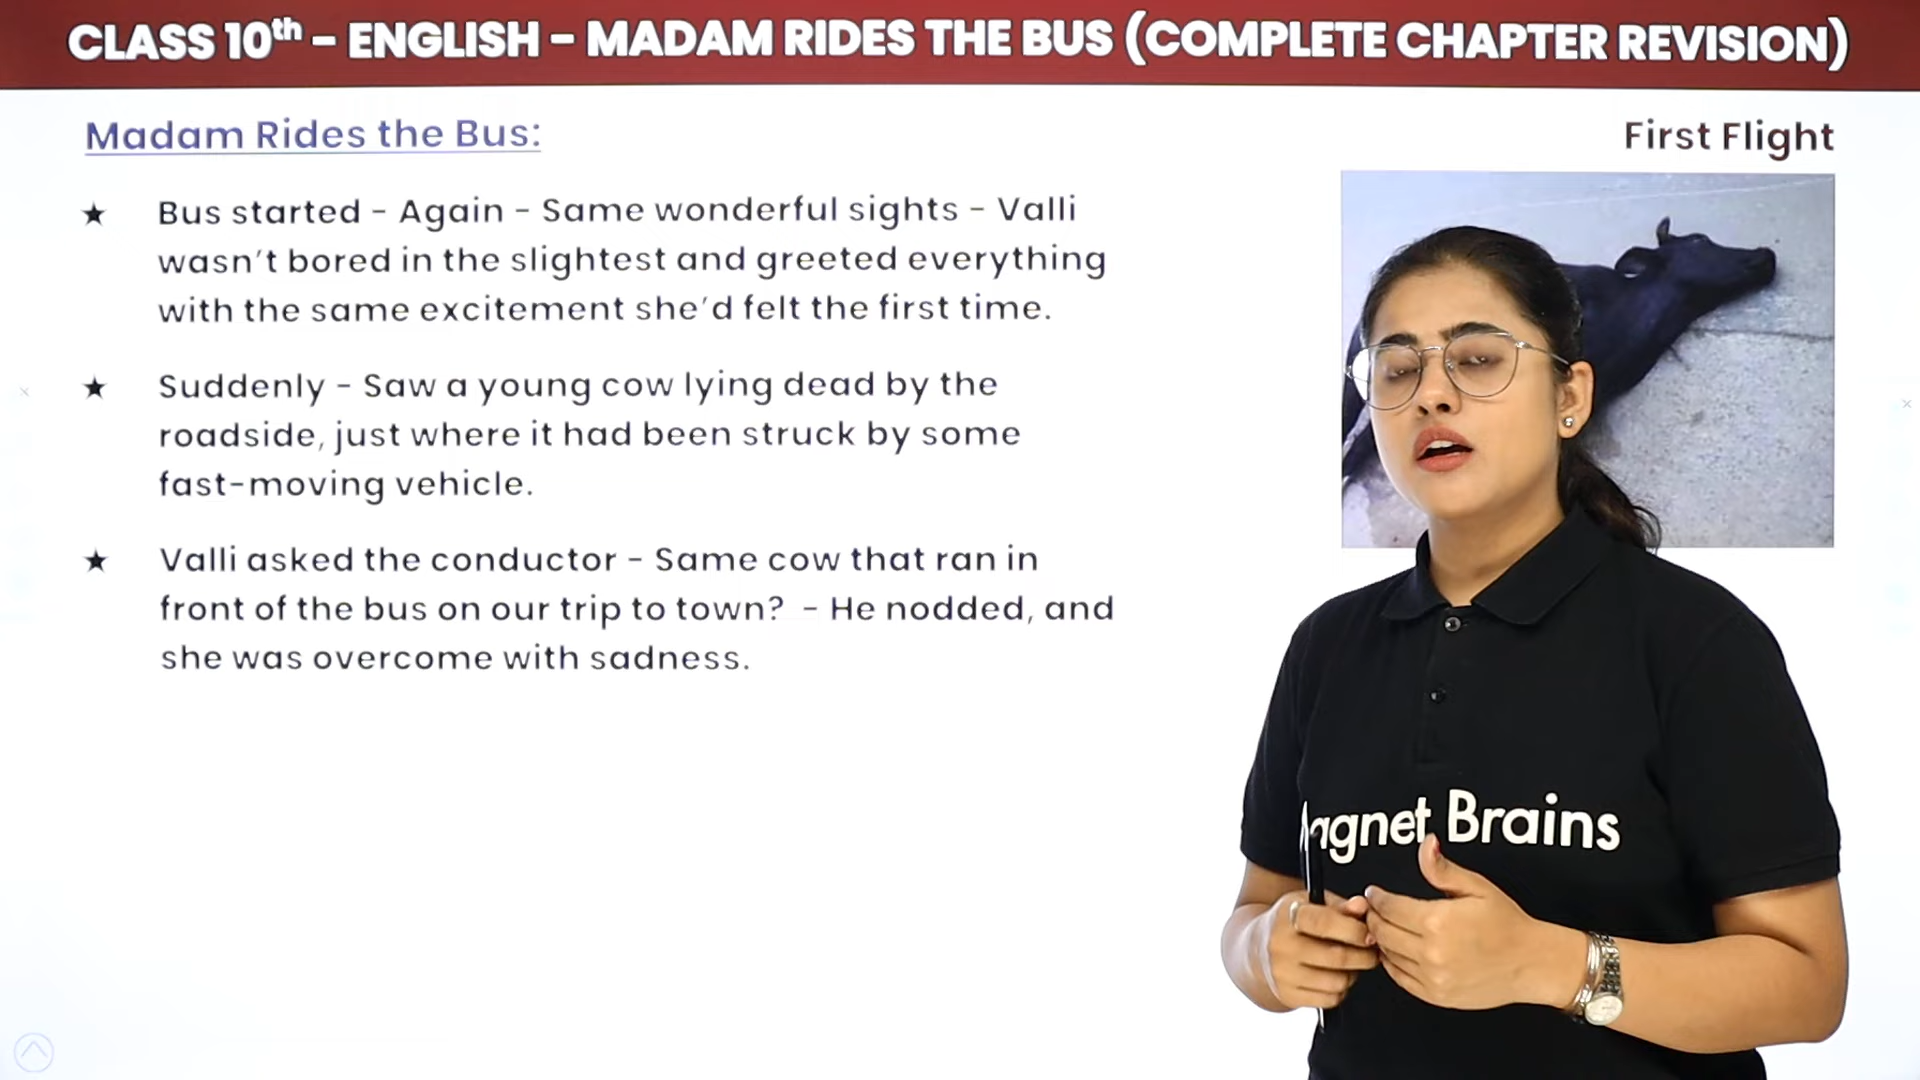 CLASS 10th – ENGLISH – MADAM RIDES THE BUS (COMPLETE CHAPTER REVISION)
Madam Rides the Bus:
First Flight
★ Bus started - Again - Same wonderful sights - Valli
wasn't bored in the slightest and greeted everything
with the same excitement she'd felt the first time.
★ Suddenly - Saw a young cow lying dead by the
roadside, just where it had been struck by some
fast-moving vehicle.
★ Valli asked the conductor - Same cow that ran in
front of the bus on our trip to town? - He nodded, and
she was overcome with sadness.
Magnet Brains